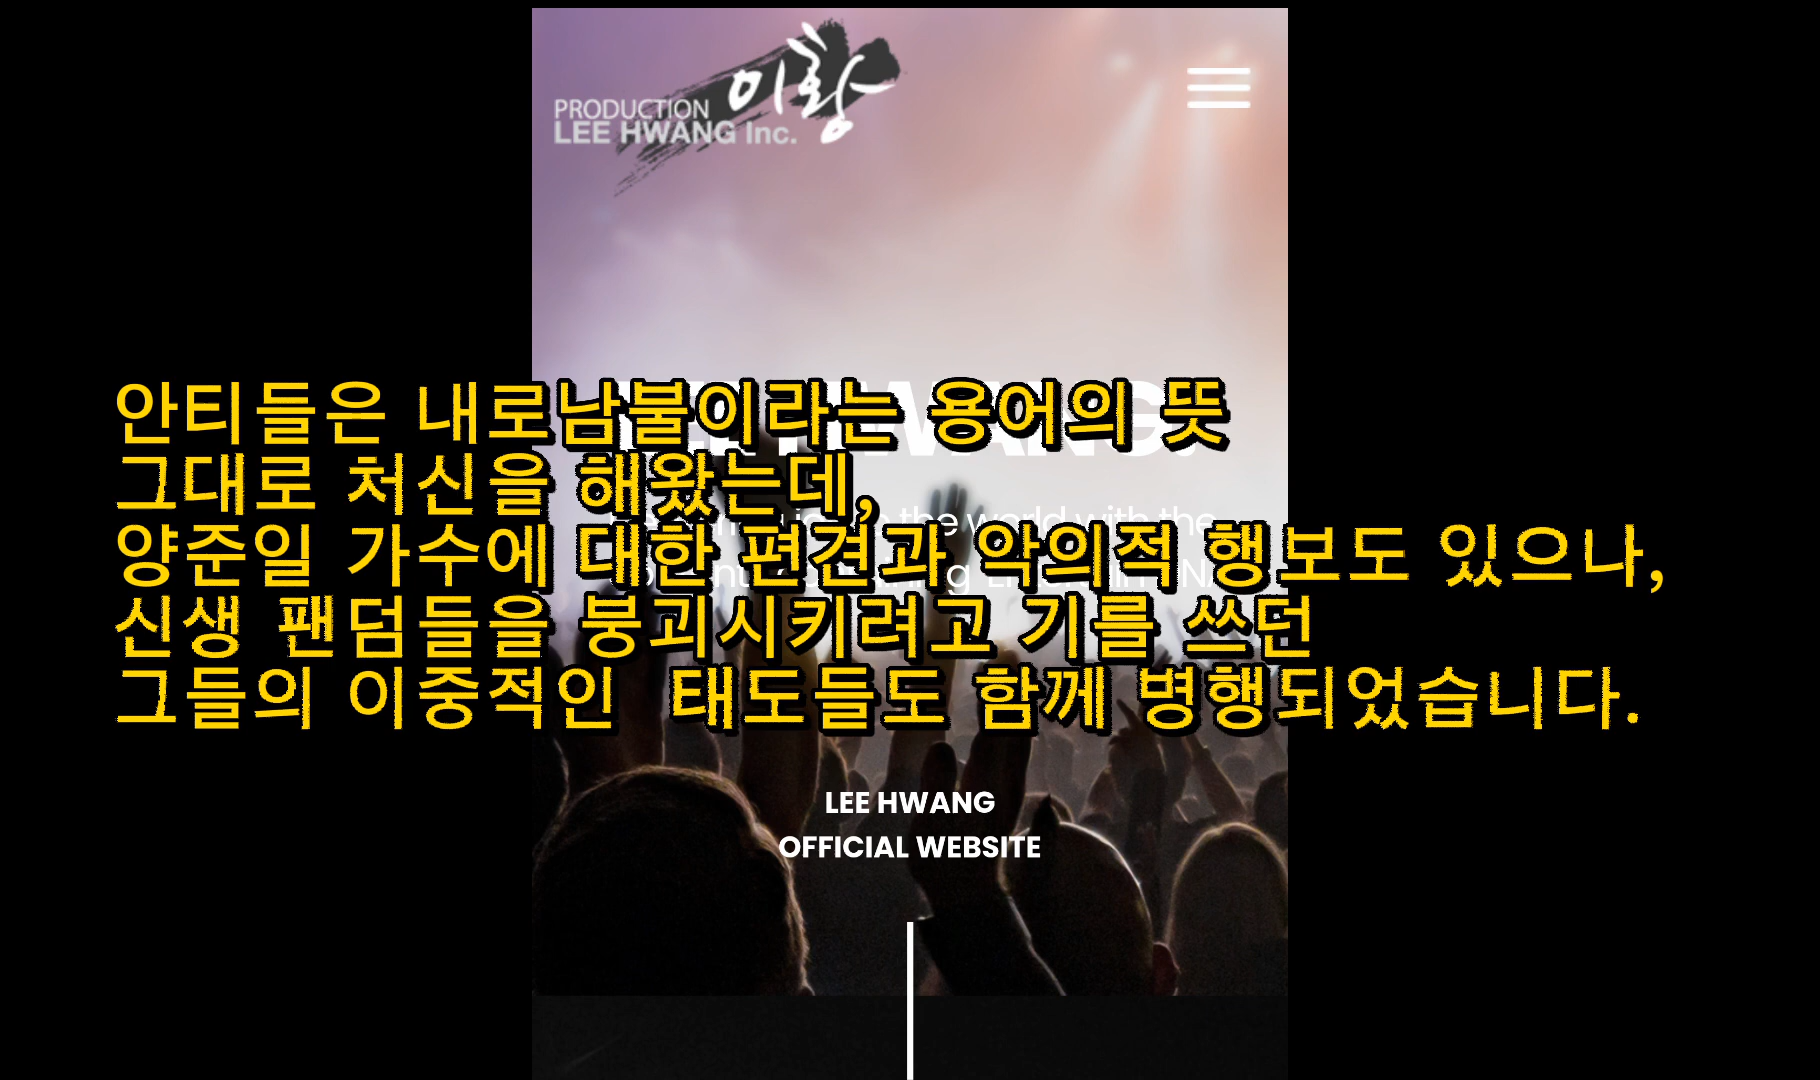 이황
PRODUCTION
LEE HWANG Inc.
안티들은 내로남불이라는 용어의 뜻
그대로 처신을 해왔는데,
the world with the
양준일 가수에 대한 편견과 악의적 행보도 있으나,
신생 팬덤들을 붕괴시키려고 기를 쓰던
그들의 이중적인 태도들도 함께 병행되었습니다.
LEE HWANG
OFFICIAL WEBSITE